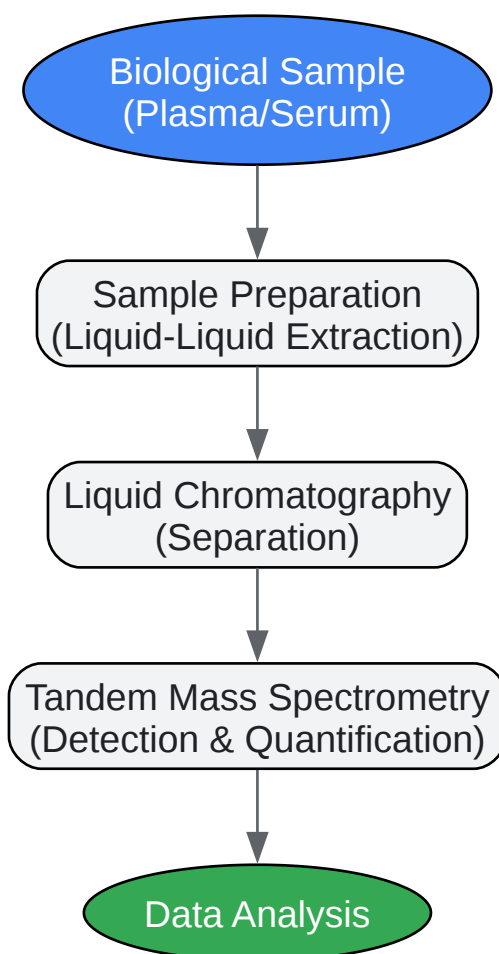 Biological Sample
(Plasma/Serum)
Sample Preparation
(Liquid-Liquid Extraction)
Liquid Chromatography
(Separation)
Tandem Mass Spectrometry
(Detection & Quantification)
Data Analysis